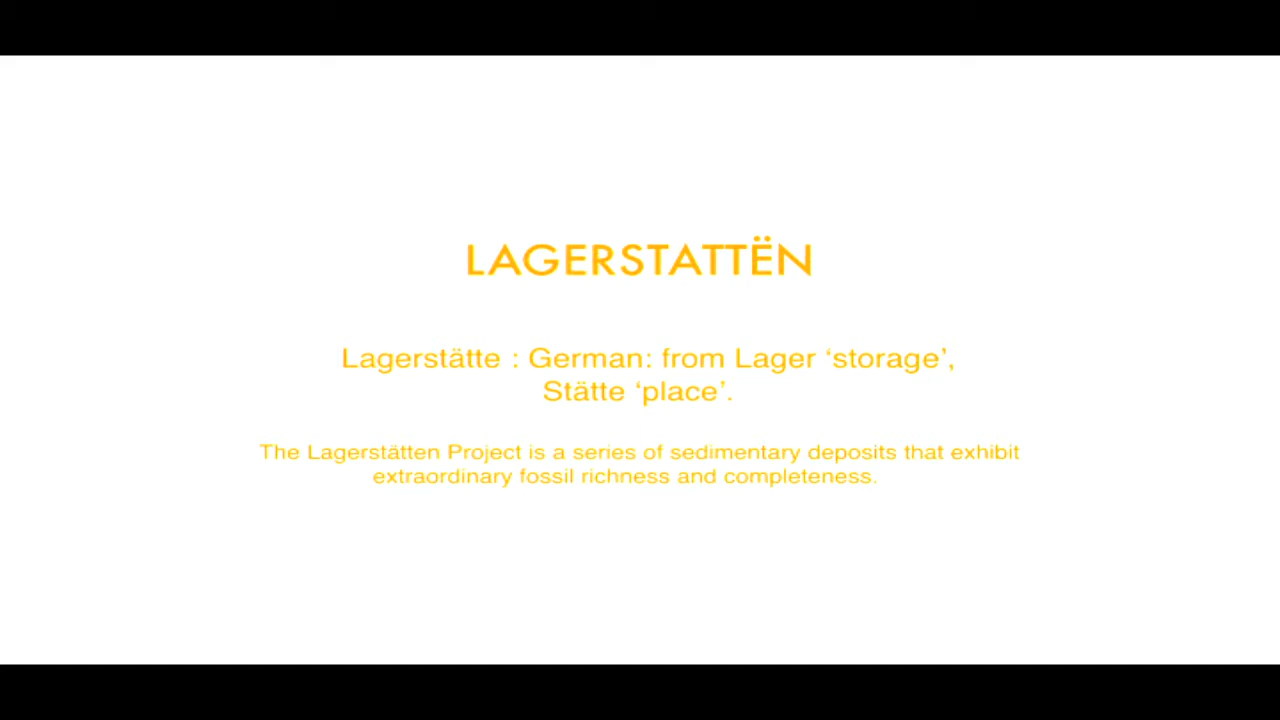 LAGERSTATTËN
Lagerstätte : German: from Lager ‘storage’,
Stätte ‘place’.
The Lagerstätten Project is a series of sedimentary deposits that exhibit
extraordinary fossil richness and completeness.